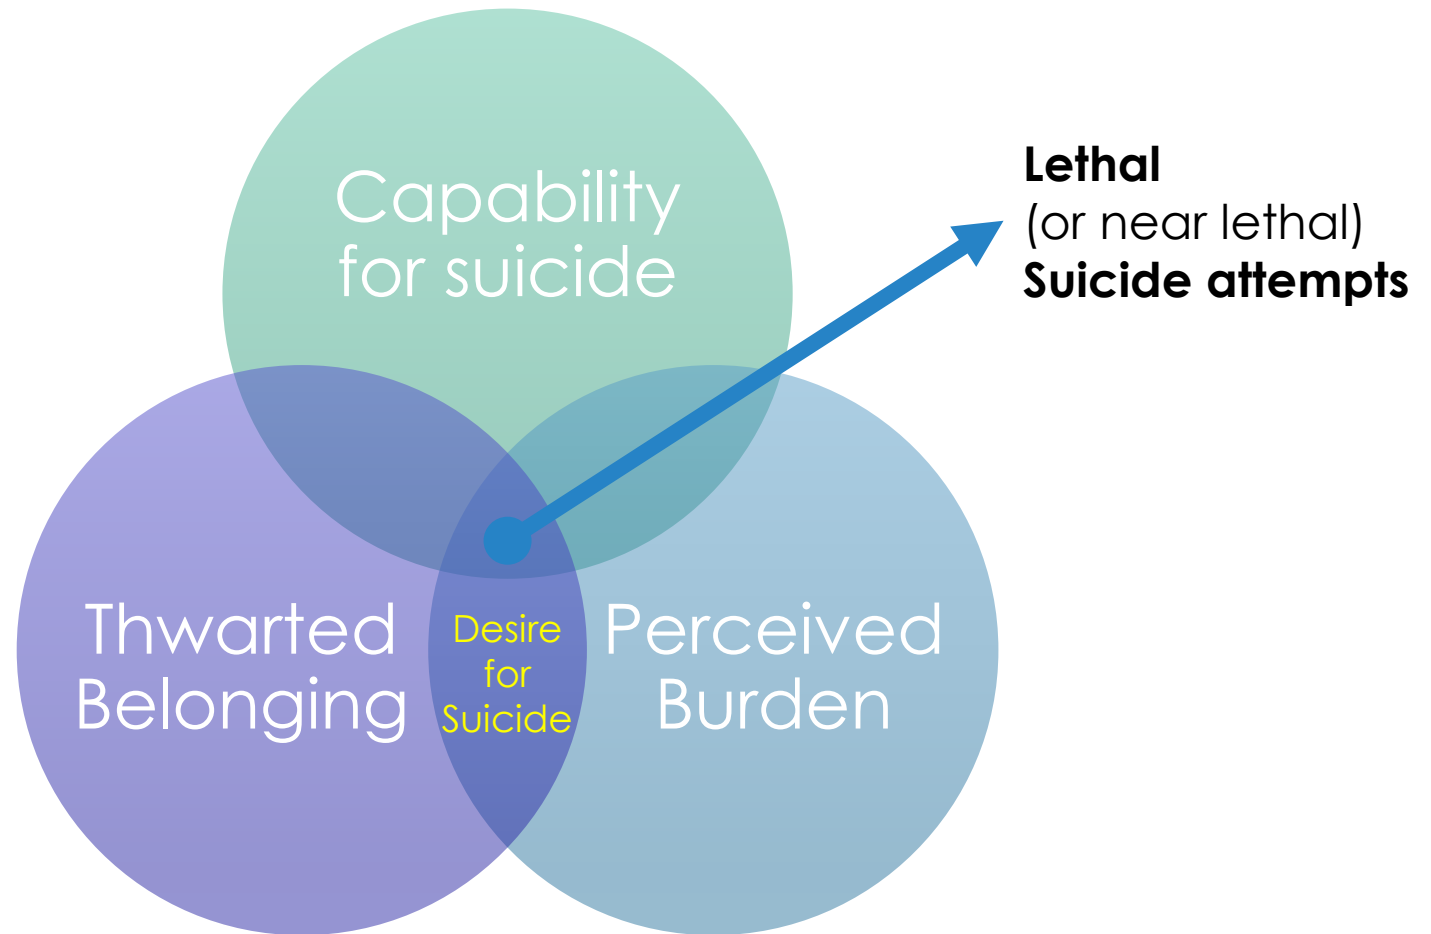 Capability
for suicide
Lethal
(or near lethal)
Suicide attempts
Thwarted
Belonging
Desire
for
Suicide
Perceived
Burden